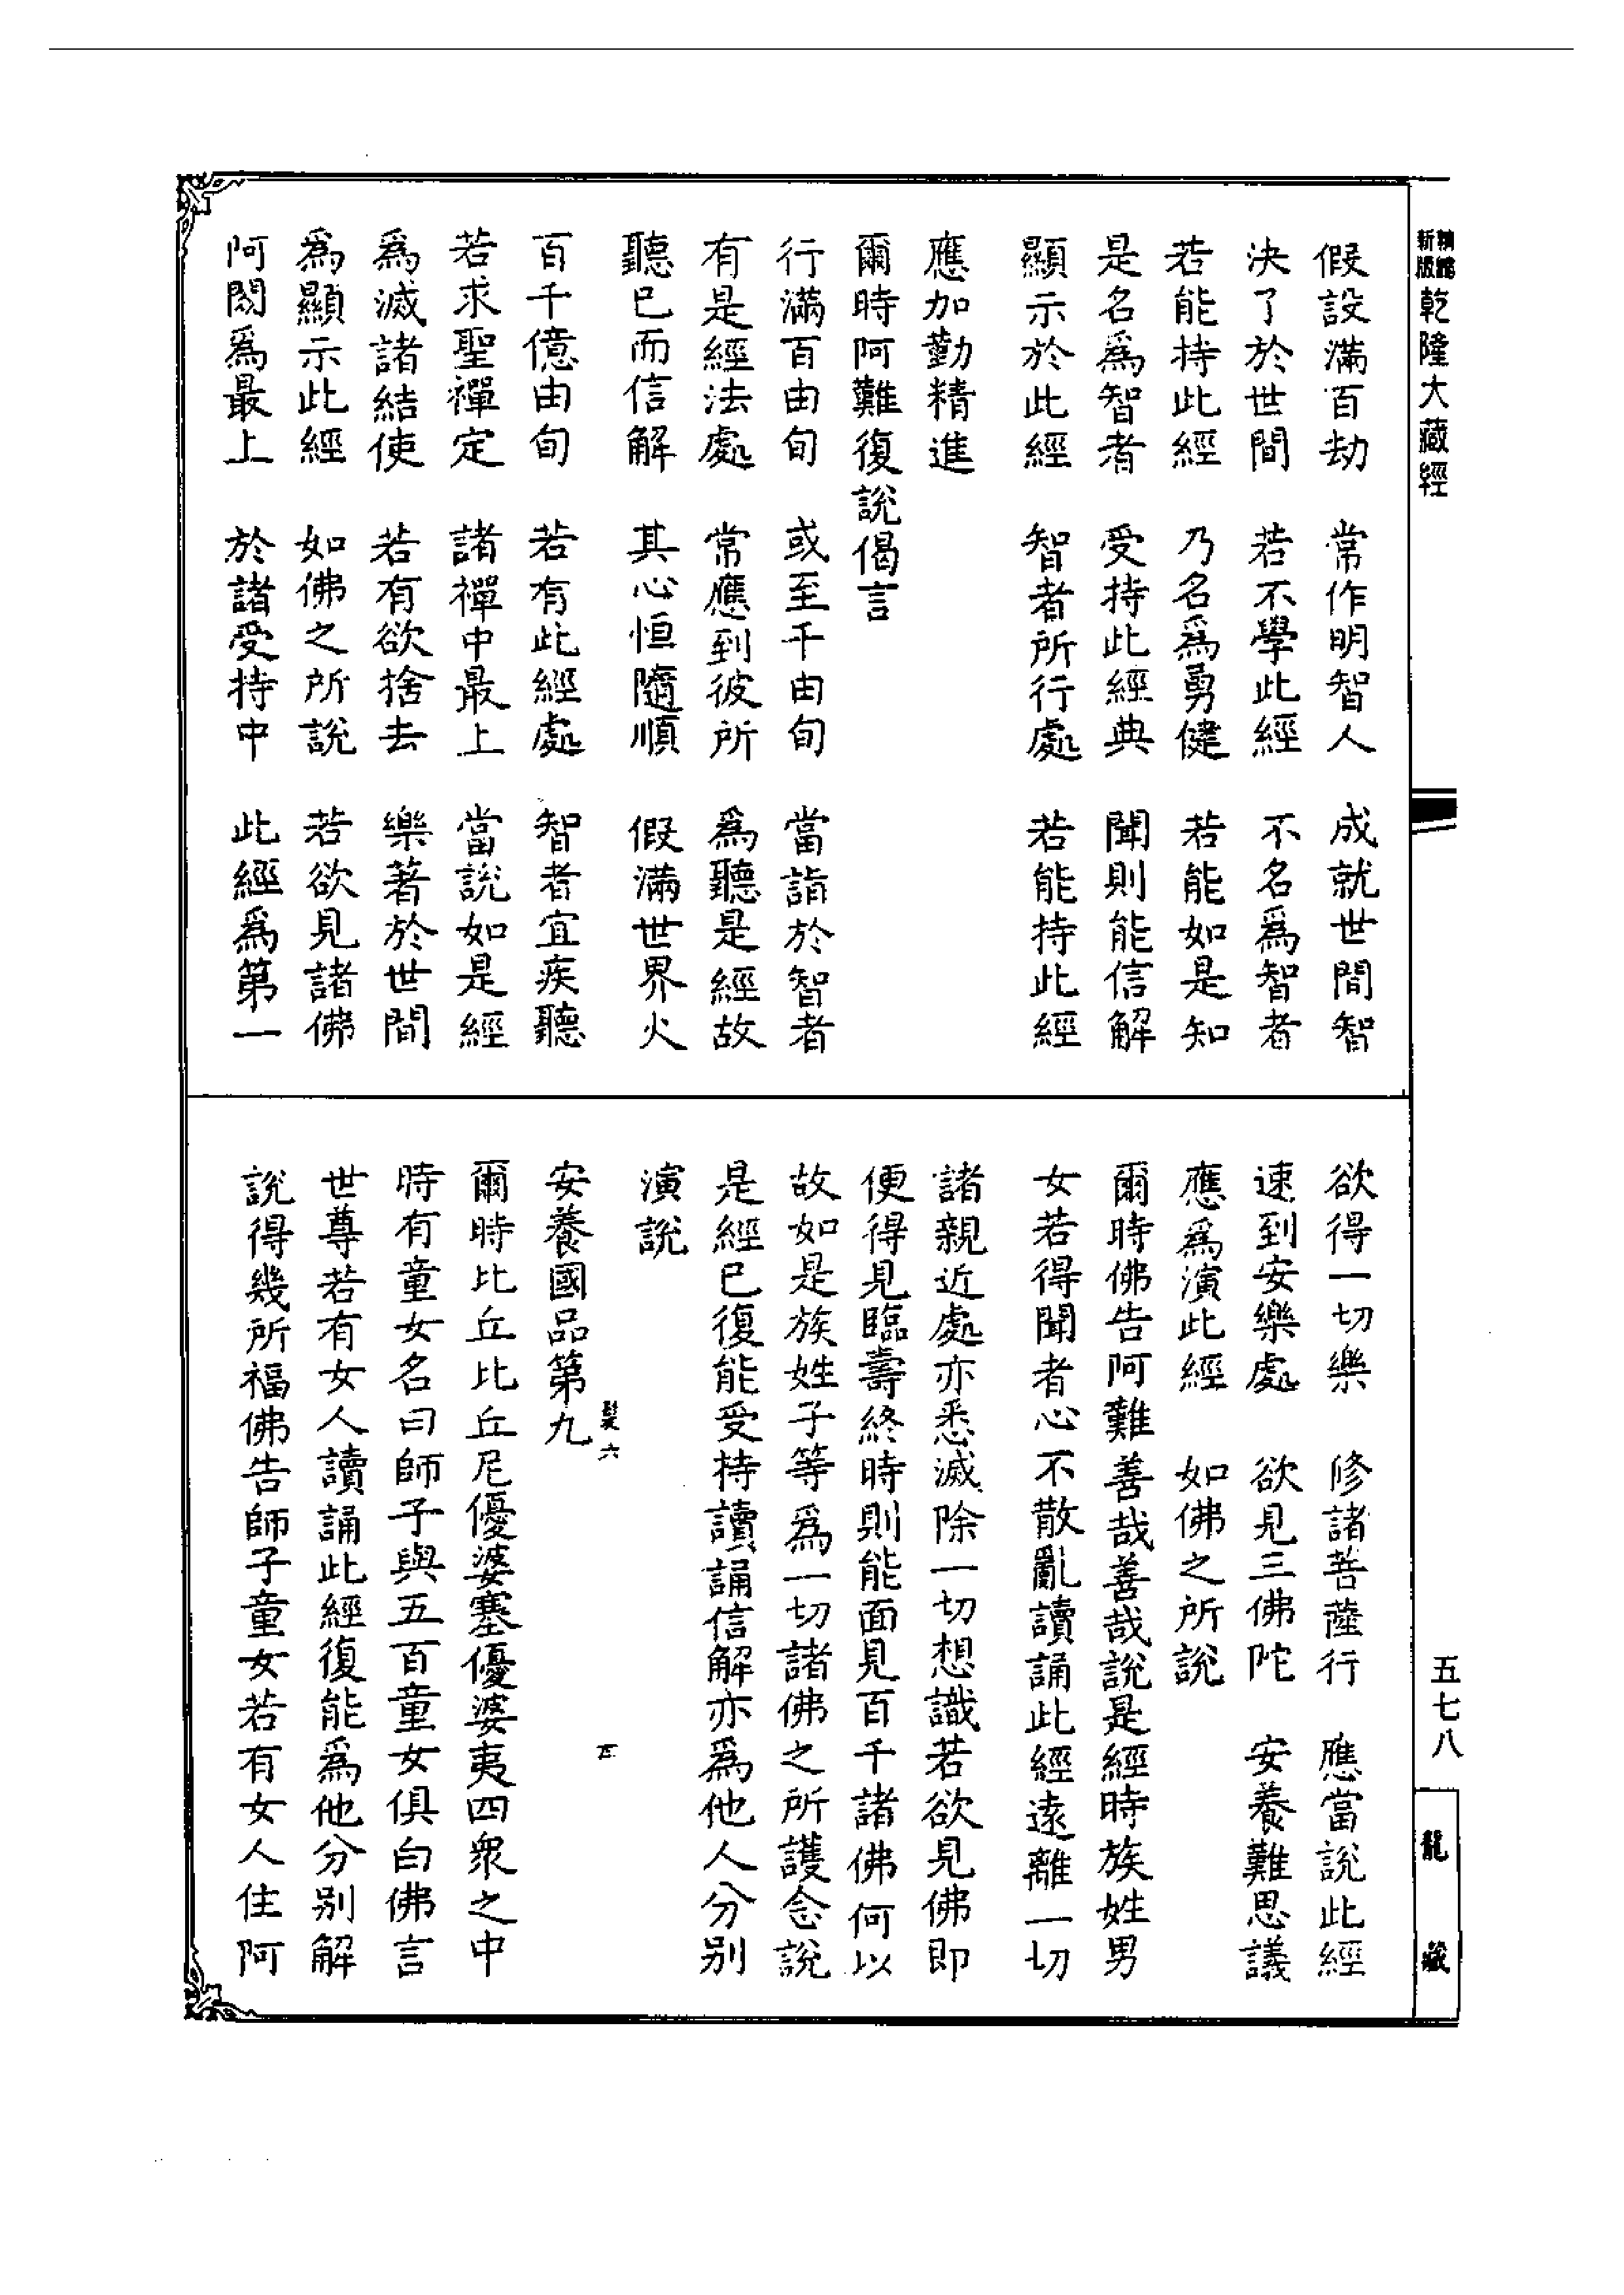 新版
乾隆大藏經
假設滿百劫　常作明智人　成就世間智
決了於世間　若不學此經　不名爲智者
若能持此經　乃名爲勇健　若能如是知
是名爲智者　受持此經典　聞則能信解
顯示於此經　智者所行處　若能持此經
應加勤精進
爾時阿難復說偈言
行滿百由旬　或至千由旬　當詣於智者
有是經法處　常應到彼所　爲聽是經故
聽已而信解　其心恒隨順　假滿世界火
百千億由旬　若有此經處　智者宜疾聽
若求聖禪定　諸禪中最上　當說如是經
爲滅諸結使　若有欲捨去　樂著於世間
爲顯示此經　如佛之所說　若欲見諸佛
阿閦爲最上　於諸受持中　此經爲第一
欲得一切樂　修諸菩薩行　應當說此經
速到安樂處　欲見三佛陀　安養難思議
應爲演此經　如佛之所說
爾時佛告阿難善哉善哉說是經時族姓男
女若得聞者心不散亂讀誦此經遠離一切
諸親近處亦悉滅除一切想識若欲見佛即
便得見臨壽終時則能面見百千諸佛何以
故如是族姓子等爲一切諸佛之所護念說
是經已復能受持讀誦信解亦爲他人分别
演說
髮六
安養國品第九
爾時比丘比丘尼優婆塞優婆夷四衆之中
時有童女名曰師子與五百童女俱白佛言
世尊若有女人讀誦此經復能爲他分别解
說得幾所福佛告師子童女若有女人住阿
五七八
龍藏